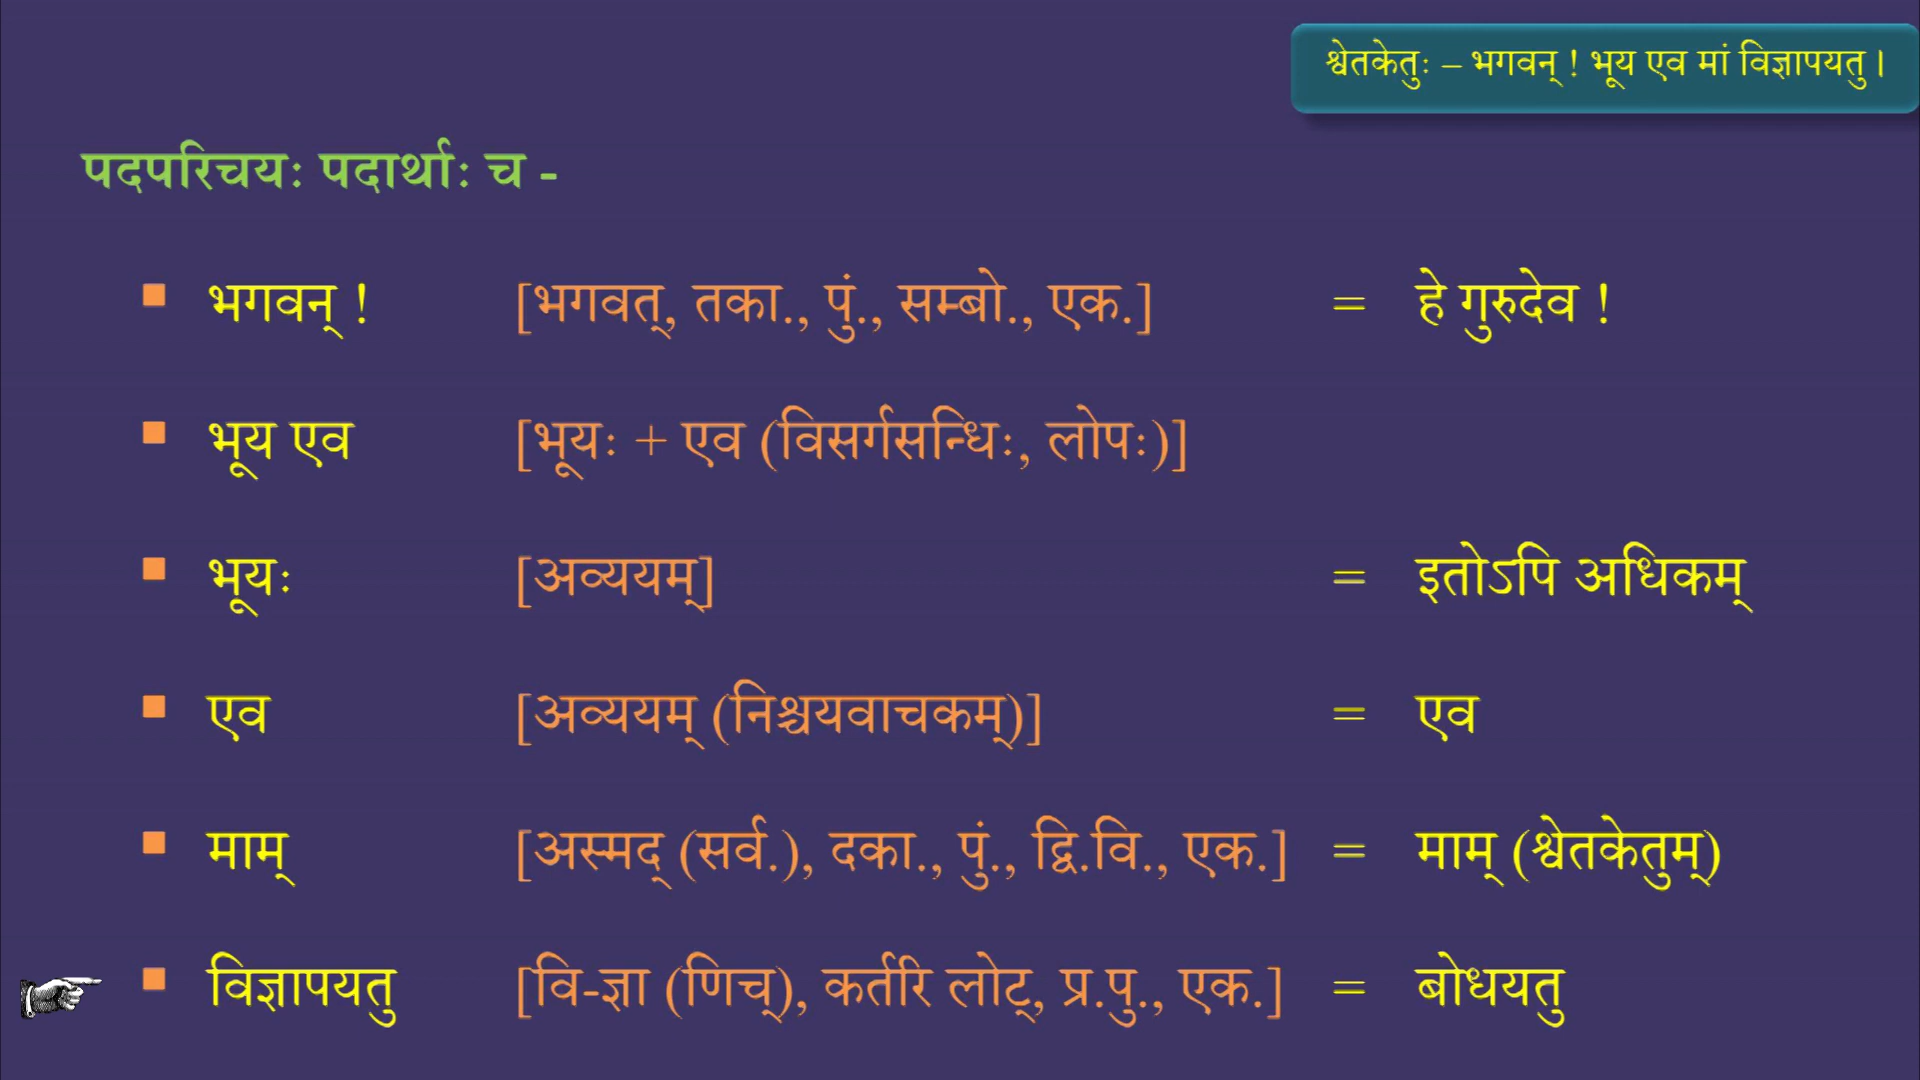 श्वेतकेतुः – भगवन् ! भूय एव मां विज्ञापयतु ।
पदपरिचयः पदार्थाः च -
▪ भगवन् ! [भगवत्, तका., पुं., सम्बो., एक.] = हे गुरुदेव !
▪ भूय एव [भूयः + एव (विसर्गसन्धिः, लोपः)]
▪ भूयः [अव्ययम्] = इतोऽपि अधिकम्
▪ एव [अव्ययम् (निश्चयवाचकम्)] = एव
▪ माम् [अस्मद् (सर्व.), दका., पुं., द्वि.वि., एक.] = माम् (श्वेतकेतुम्)
▪ विज्ञापयतु [वि-ज्ञा (णिच्), कर्तरि लोट्, प्र.पु., एक.] = बोधयतु